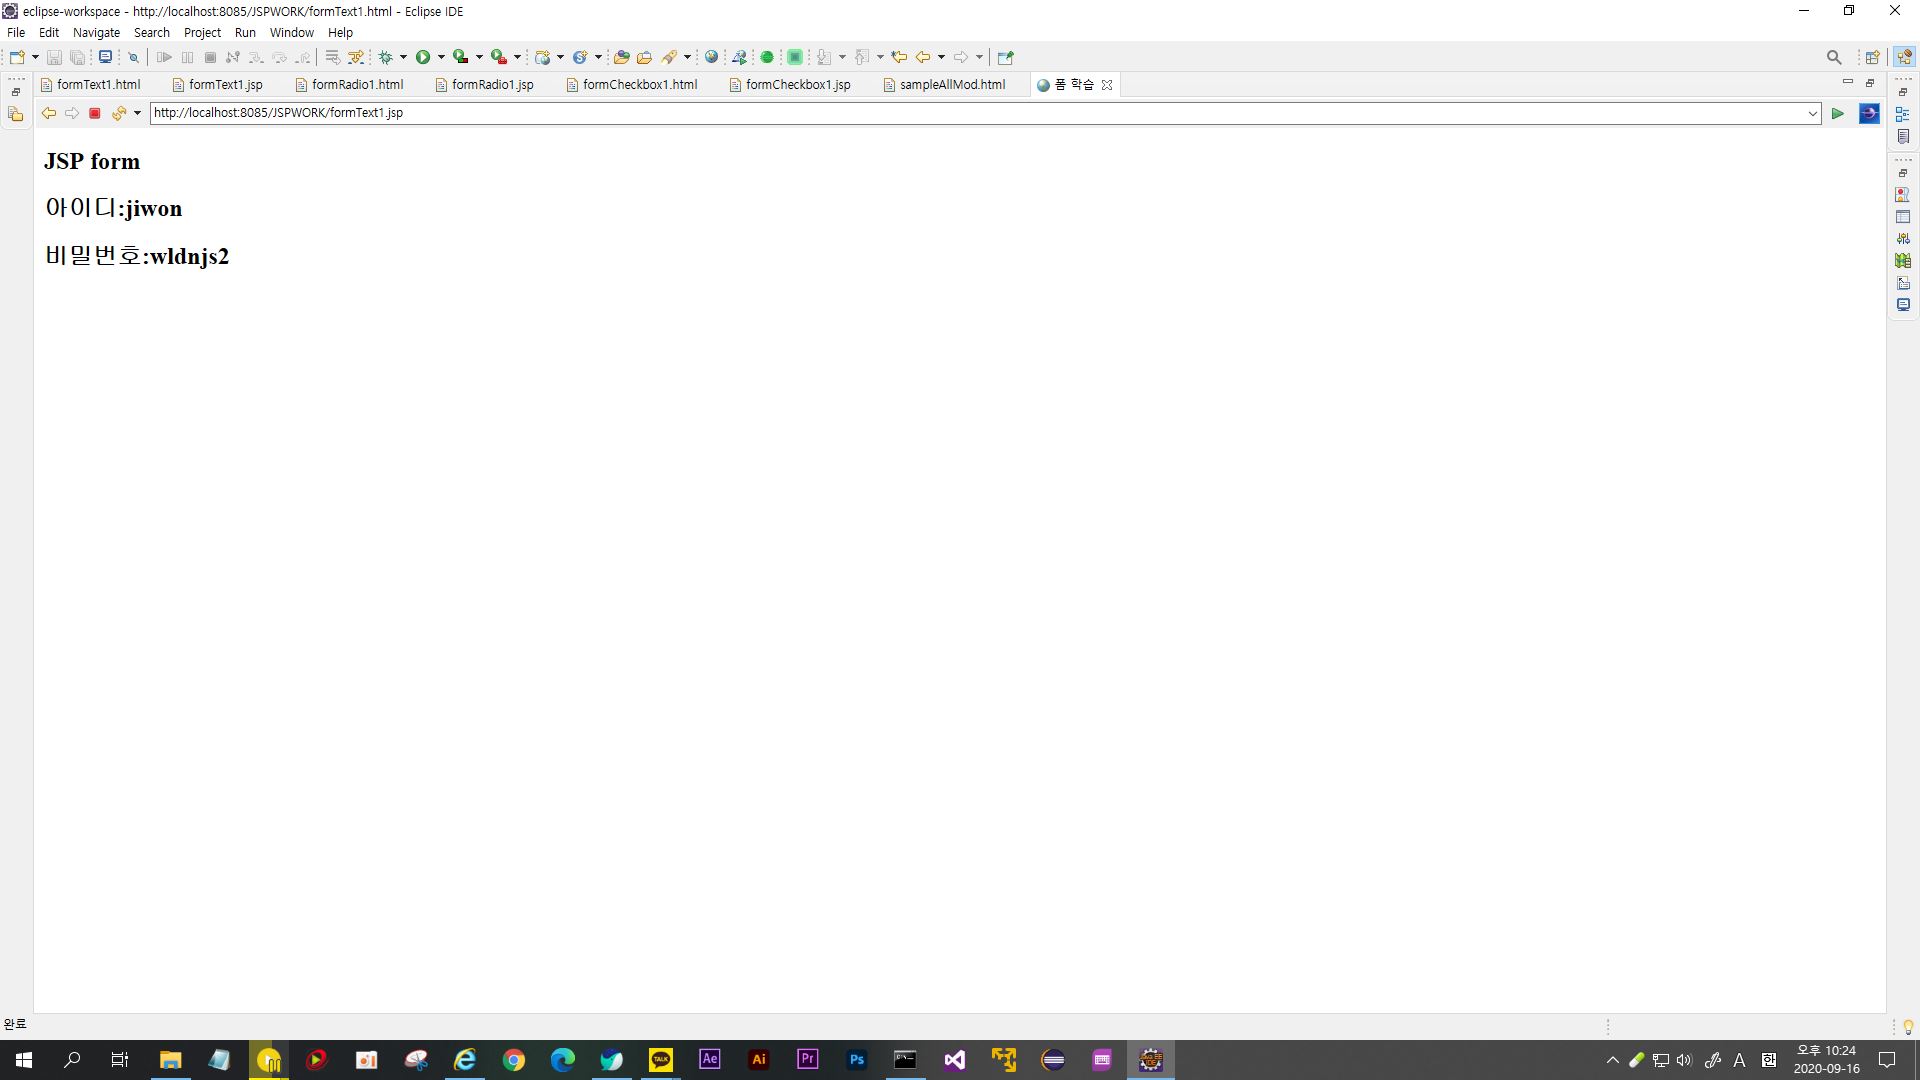 eclipse-workspace - http://localhost:8085/JSPWORK/formText1.html - Eclipse IDE
File Edit Navigate Search Project Run Window Help
formText1.html formText1.jsp formRadio1.html formRadio1.jsp formCheckbox1.html formCheckbox1.jsp sampleAllMod.html 폼 학습
http://localhost:8085/JSPWORK/formText1.jsp
JSP form
아이디:jiwon
비밀번호:wldnjs2
완료
TALK Ae Ai Pr Ps A 한 오후 10:24
2020-09-16